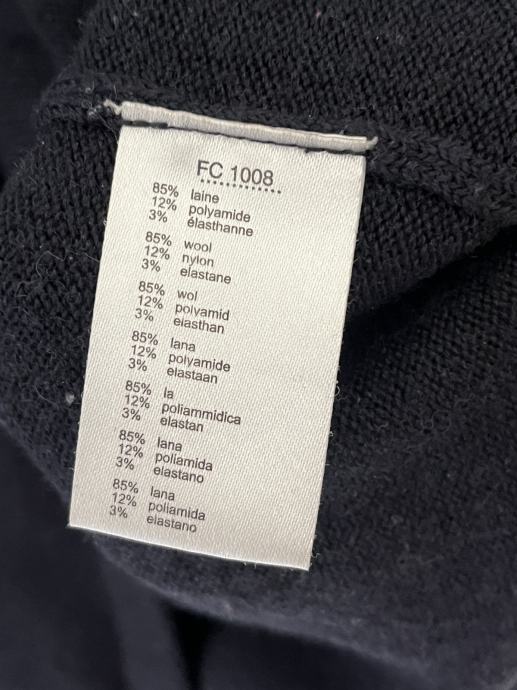 FC 1008
85% laine
12% polyamide
3% élasthanne
85% wool
12% nylon
3% elastane
85% wol
12% polyamid
3% elasthan
85% lana
12% polyamide
3% elastaan
85% la
12% poliammidica
3% elastan
85% lana
12% poliamida
3% elastano
85% lana
12% poliamida
3% elastano